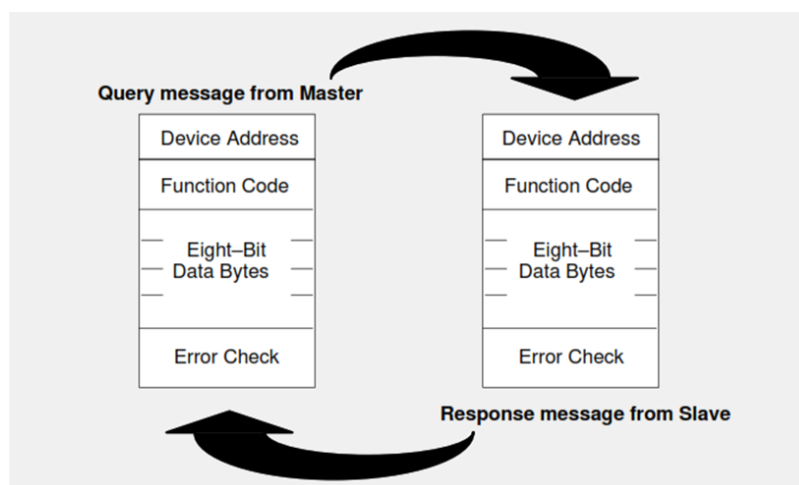 Query message from Master
Device Address
Function Code
Eight–Bit
Data Bytes
Error Check
Device Address
Function Code
Eight–Bit
Data Bytes
Error Check
Response message from Slave